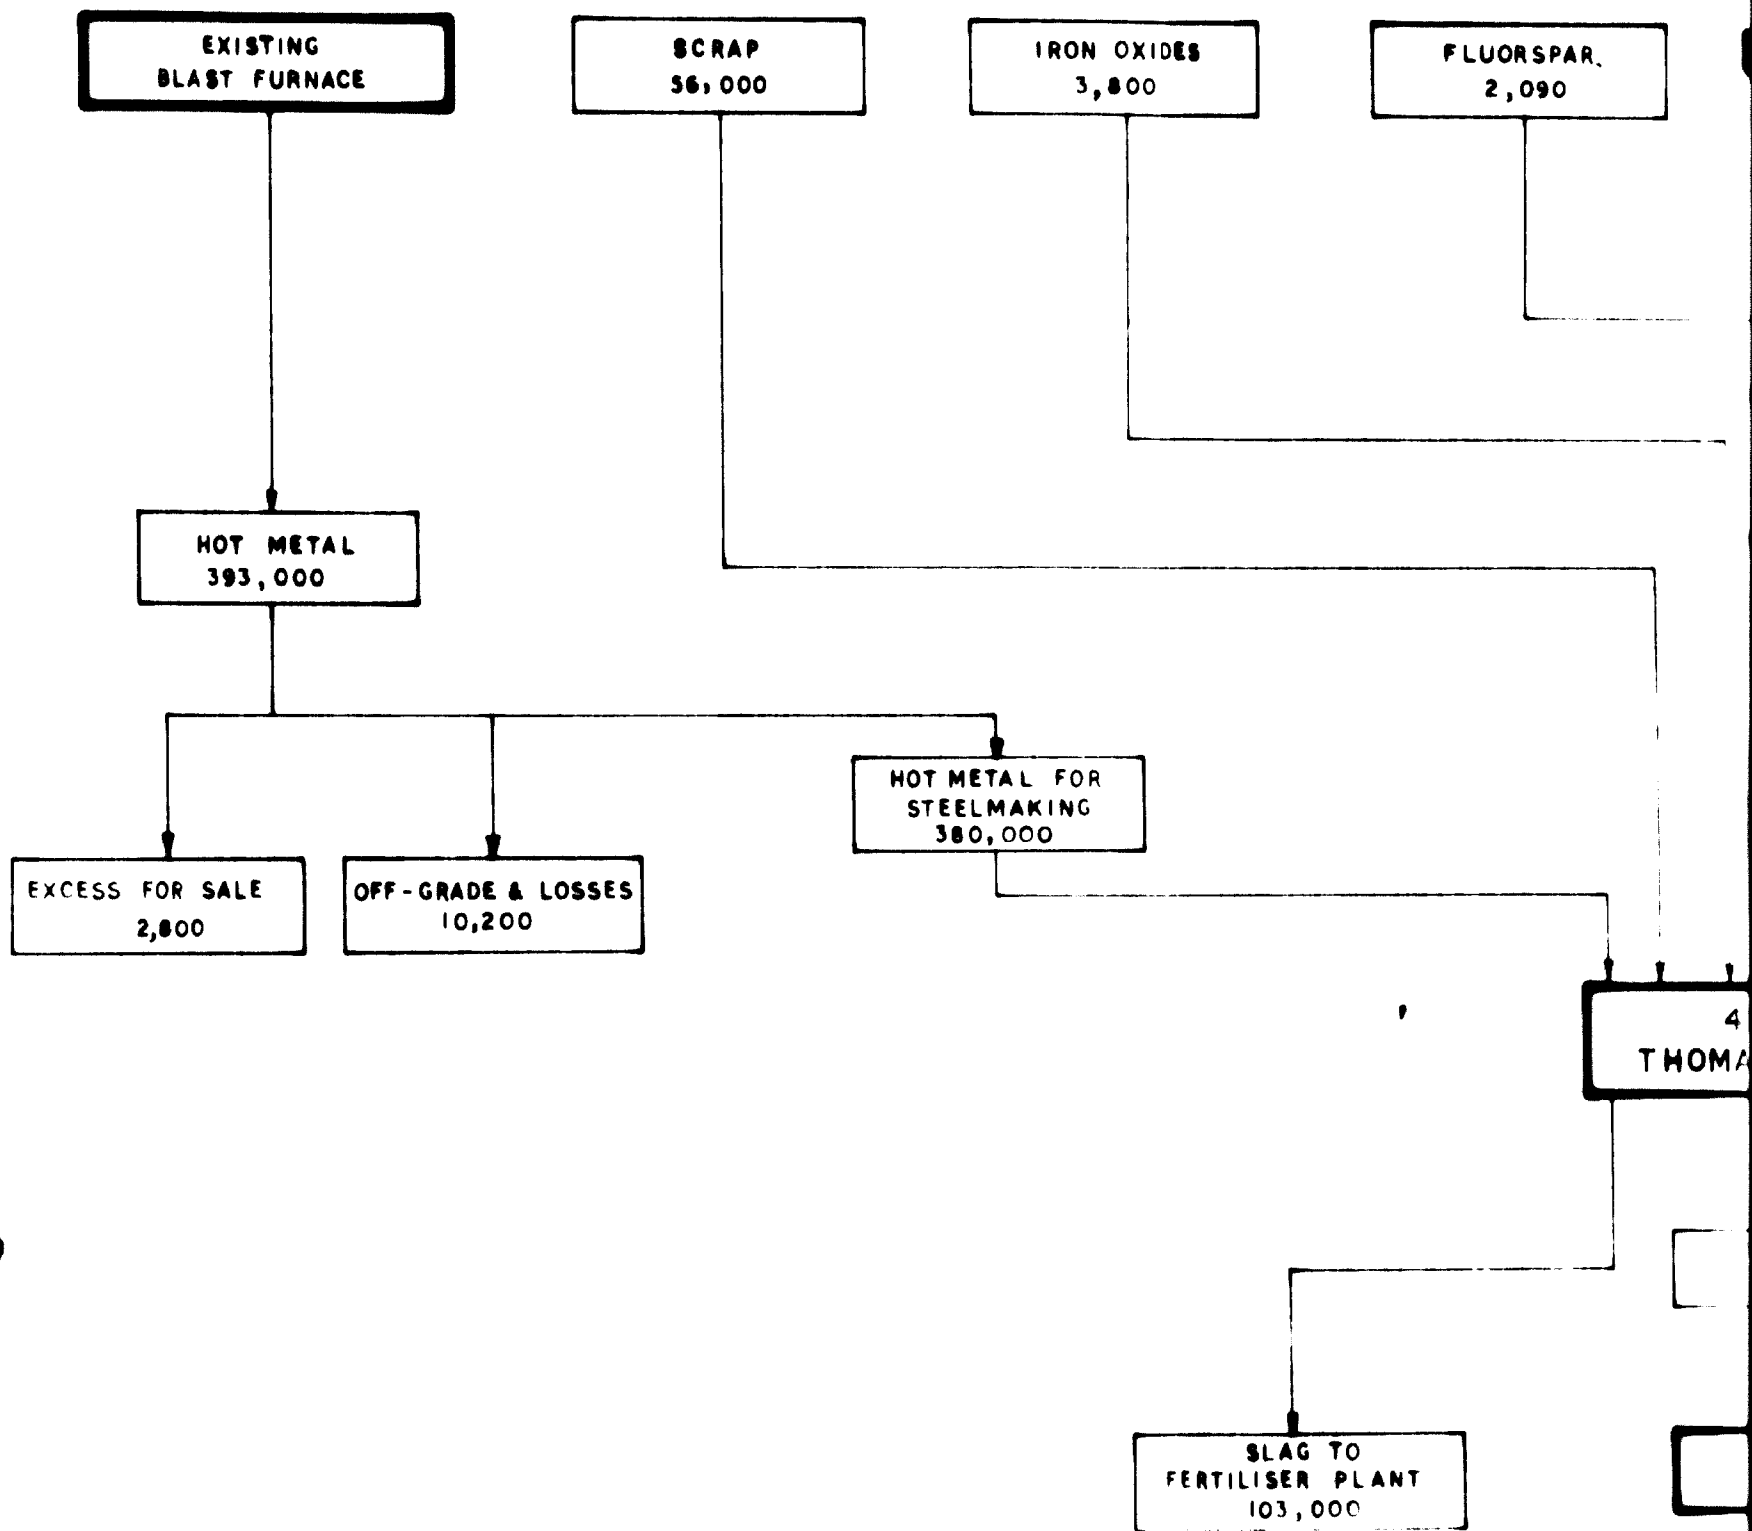 EXISTING
BLAST FURNACE
SCRAP
56,000
IRON OXIDES
3,800
FLUORSPAR.
2,090
HOT METAL
393,000
HOT METAL FOR
STEELMAKING
380,000
EXCESS FOR SALE
2,800
OFF-GRADE & LOSSES
10,200
4
THOMA
SLAG TO
FERTILISER PLANT
103,000